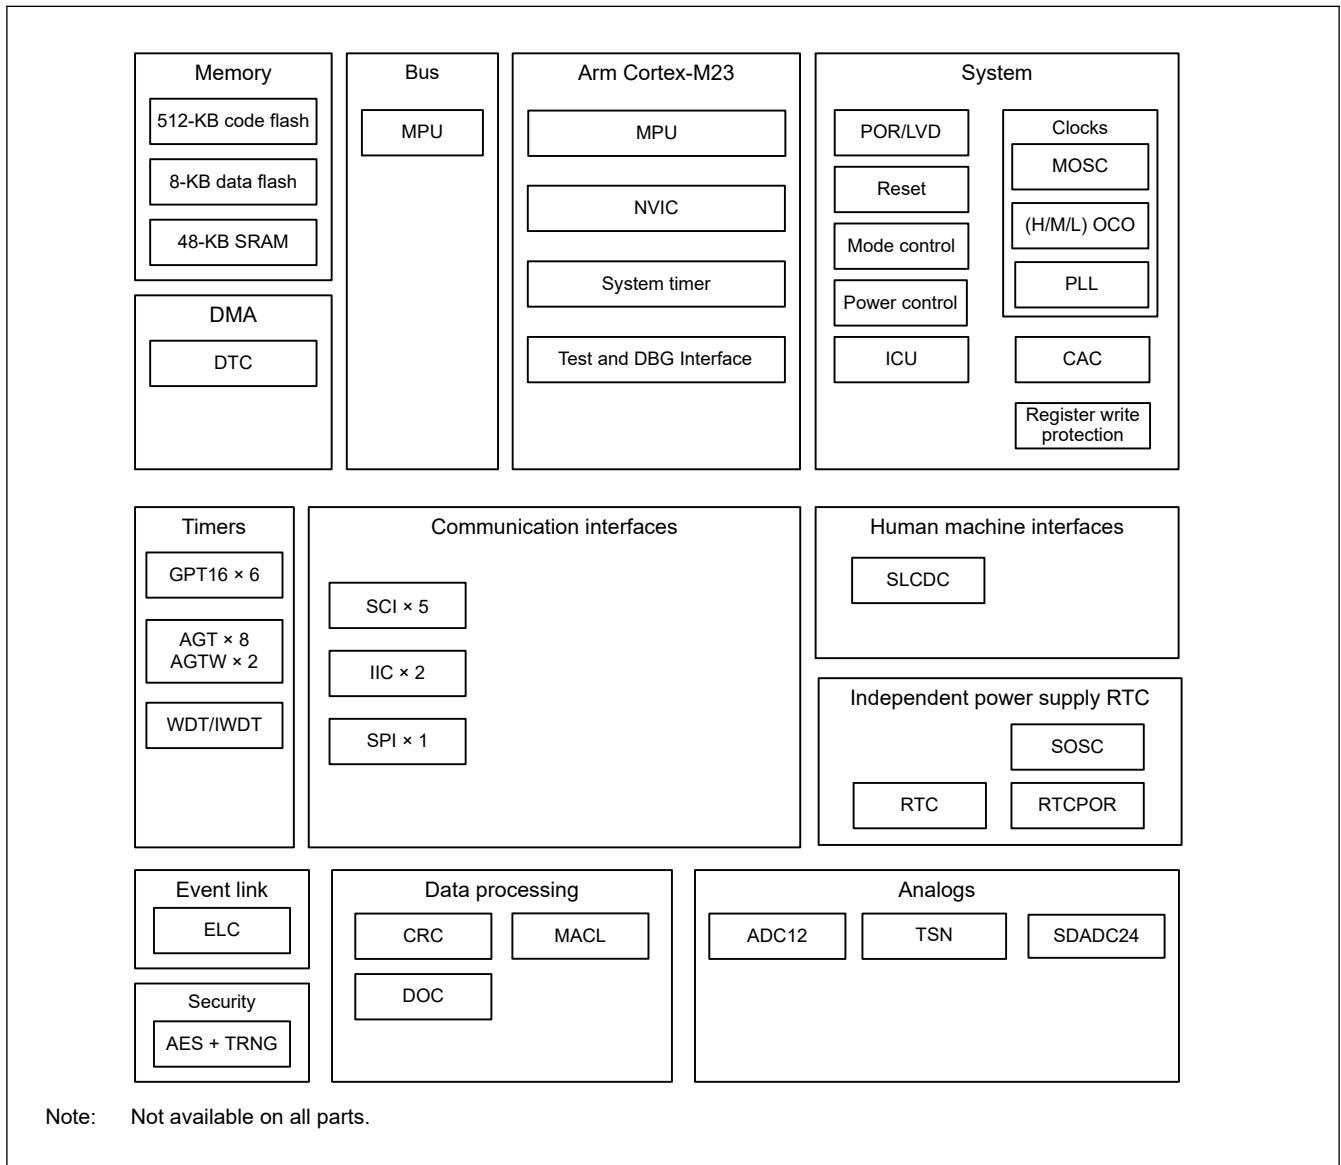 Memory
512-KB code flash
8-KB data flash
48-KB SRAM
DMA
DTC
Bus
MPU
Arm Cortex-M23
MPU
NVIC
System timer
Test and DBG Interface
System
POR/LVD
Reset
Mode control
Power control
ICU
Clocks
MOSC
(H/M/L) OCO
PLL
CAC
Register write
protection
Timers
GPT16 × 6
AGT × 8
AGTW × 2
WDT/IWDT
Communication interfaces
SCI × 5
IIC × 2
SPI × 1
Human machine interfaces
SLCDC
Independent power supply RTC
SOSC
RTC
RTCPOR
Event link
ELC
Security
AES + TRNG
Data processing
CRC
MACL
DOC
Analogs
ADC12
TSN
SDADC24
Note: Not available on all parts.